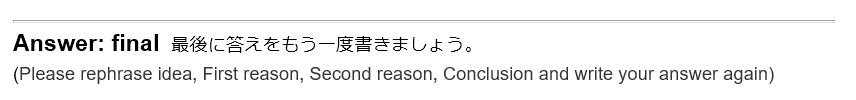 Answer: final 最後に答えをもう一度書きましょう。
(Please rephrase idea, First reason, Second reason, Conclusion and write your answer again)